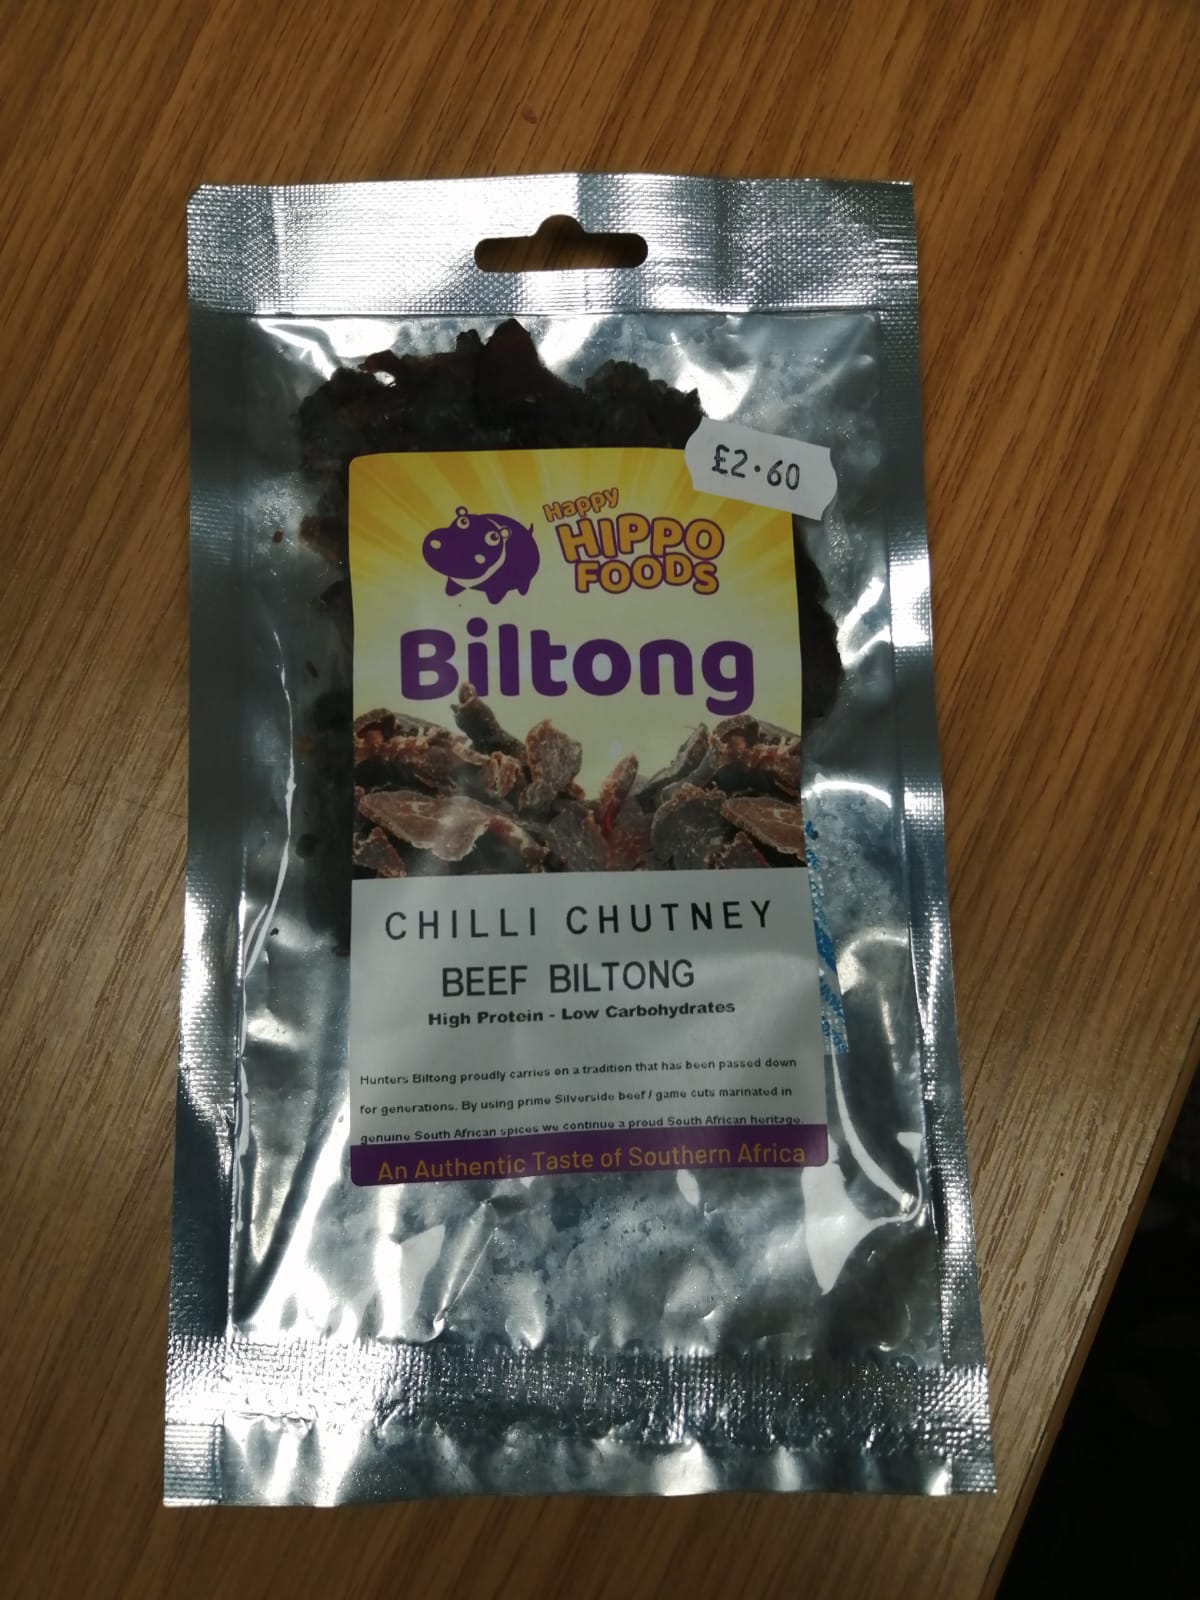 £2.60
Happy
HIPPO
FOODS
Biltong
CHILLI CHUTNEY
BEEF BILTONG
High Protein - Low Carbohydrates
Hunters Biltong proudly carries on a tradition that has been passed down
for generations. By using prime Silverside beef / game cuts marinated in
genuine South African spices we continue a proud South African heritage.
An Authentic Taste of Southern Africa